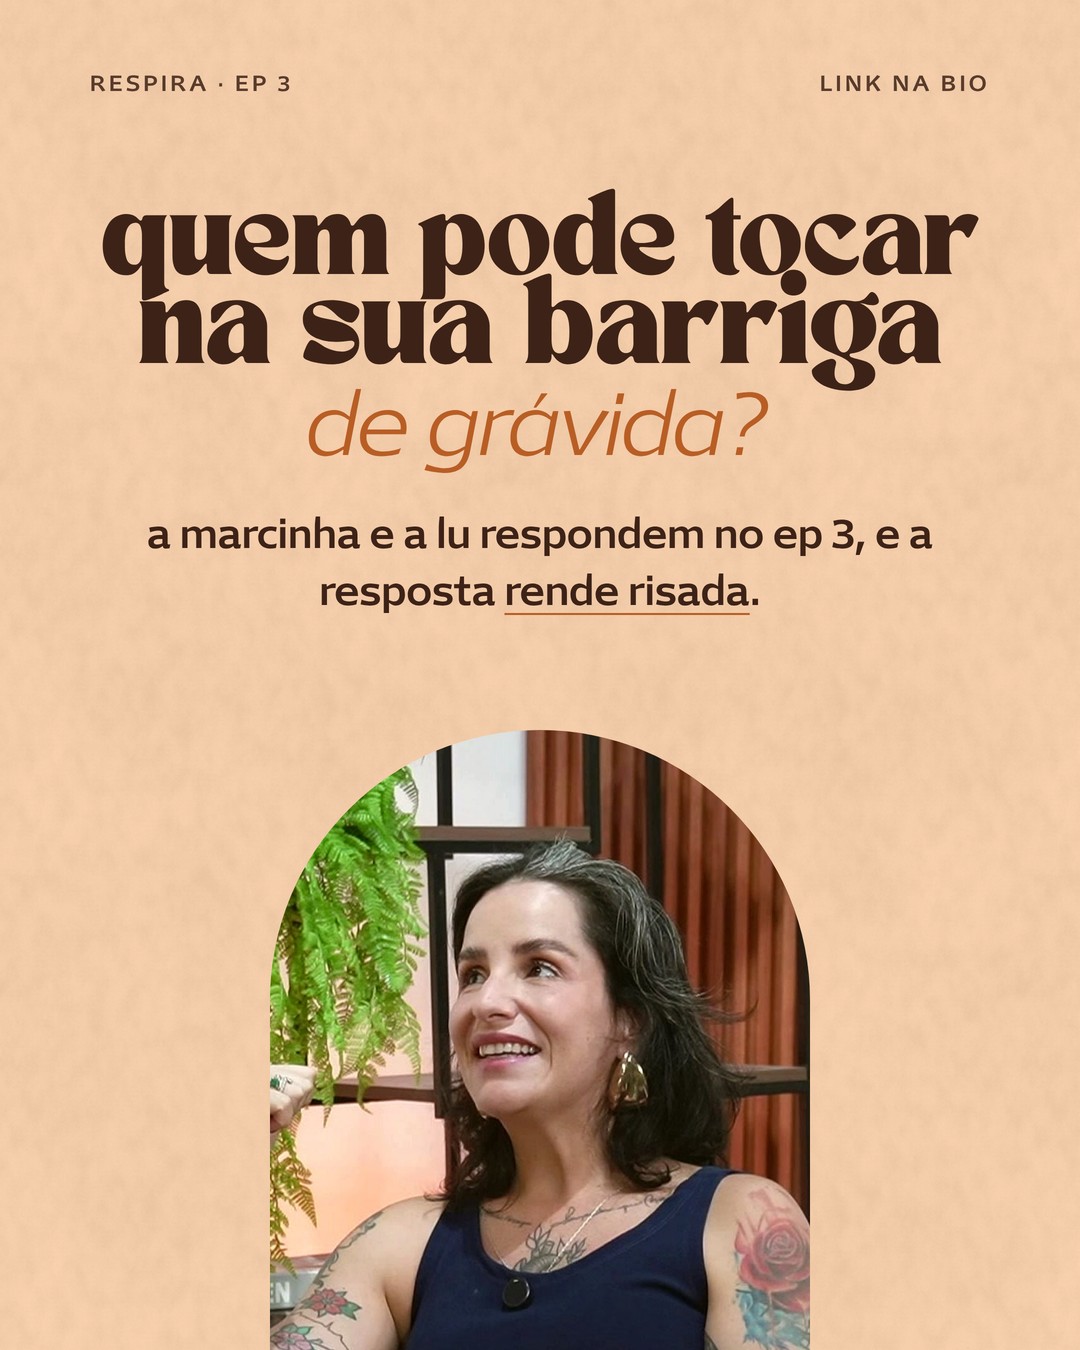 RESPIRA · EP 3
LINK NA BIO
quem pode tocar
na sua barriga
de grávida?
a marcinha e a lu respondem no ep 3, e a
resposta rende risada.
EN